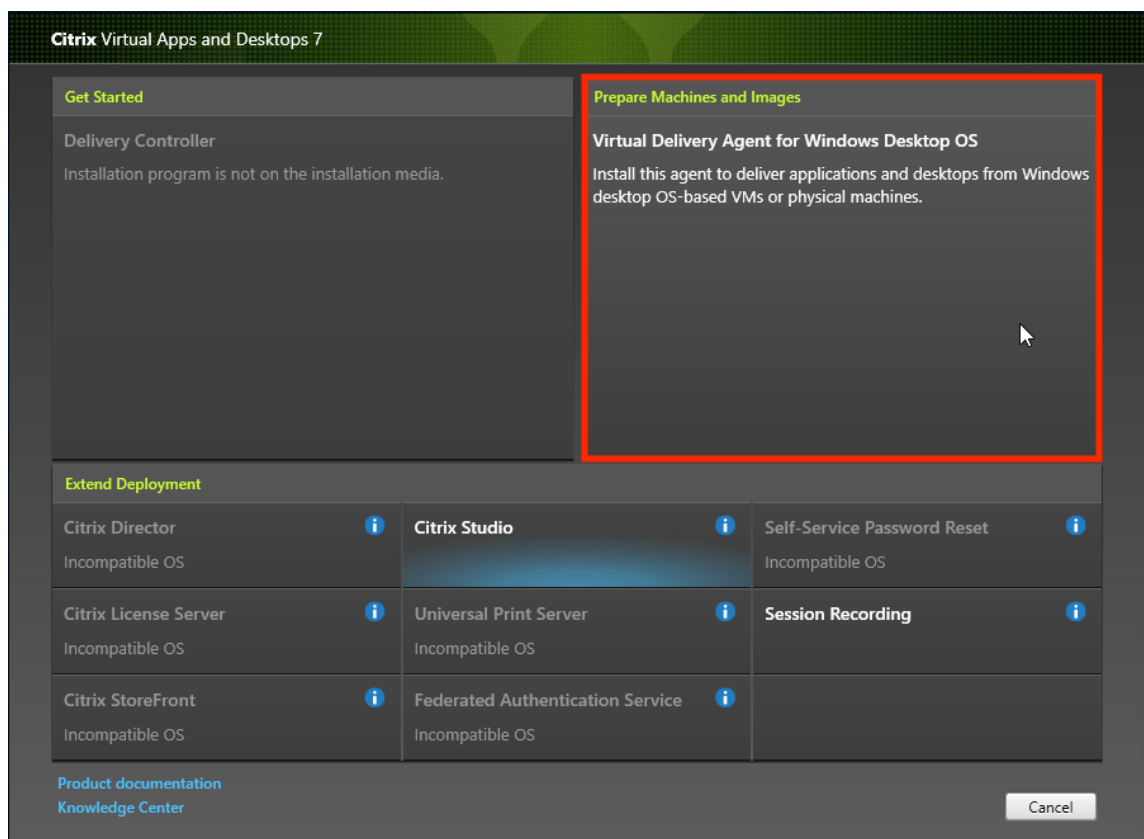 Citrix Virtual Apps and Desktops 7
Get Started
Delivery Controller
Installation program is not on the installation media.
Prepare Machines and Images
Virtual Delivery Agent for Windows Desktop OS
Install this agent to deliver applications and desktops from Windows
desktop OS-based VMs or physical machines.
Extend Deployment
Citrix Director
Incompatible OS
Citrix Studio
Self-Service Password Reset
Incompatible OS
Citrix License Server
Incompatible OS
Universal Print Server
Incompatible OS
Session Recording
Citrix StoreFront
Incompatible OS
Federated Authentication Service
Incompatible OS
Product documentation
Knowledge Center
Cancel